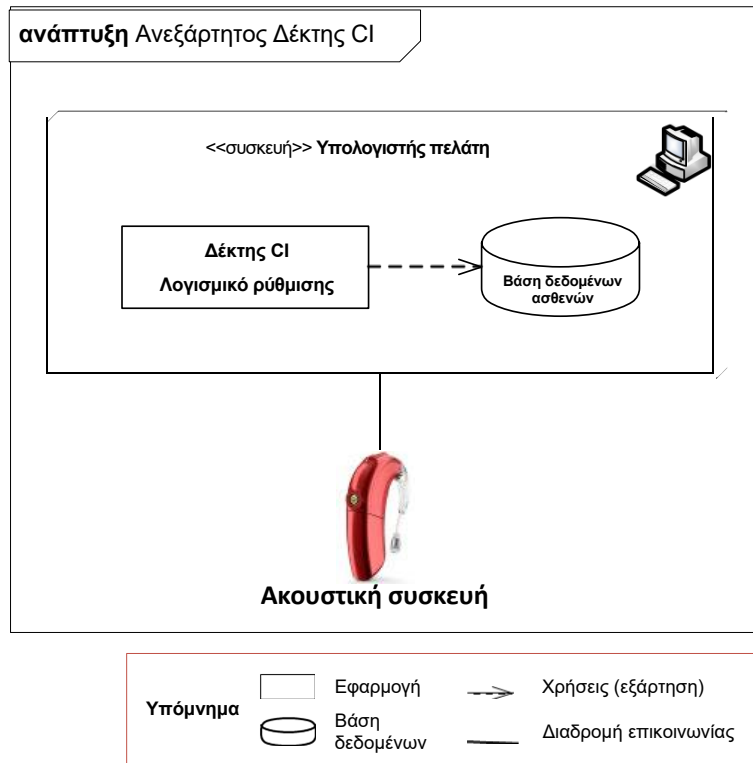 ανάπτυξη Ανεξάρτητος Δέκτης CI
<<συσκευή>> Υπολογιστής πελάτη
Δέκτης CI
Λογισμικό ρύθμισης
Βάση δεδομένων
ασθενών
Ακουστική συσκευή
Υπόμνημα
Εφαρμογή
Χρήσεις (εξάρτηση)
Βάση
δεδομένων
Διαδρομή επικοινωνίας